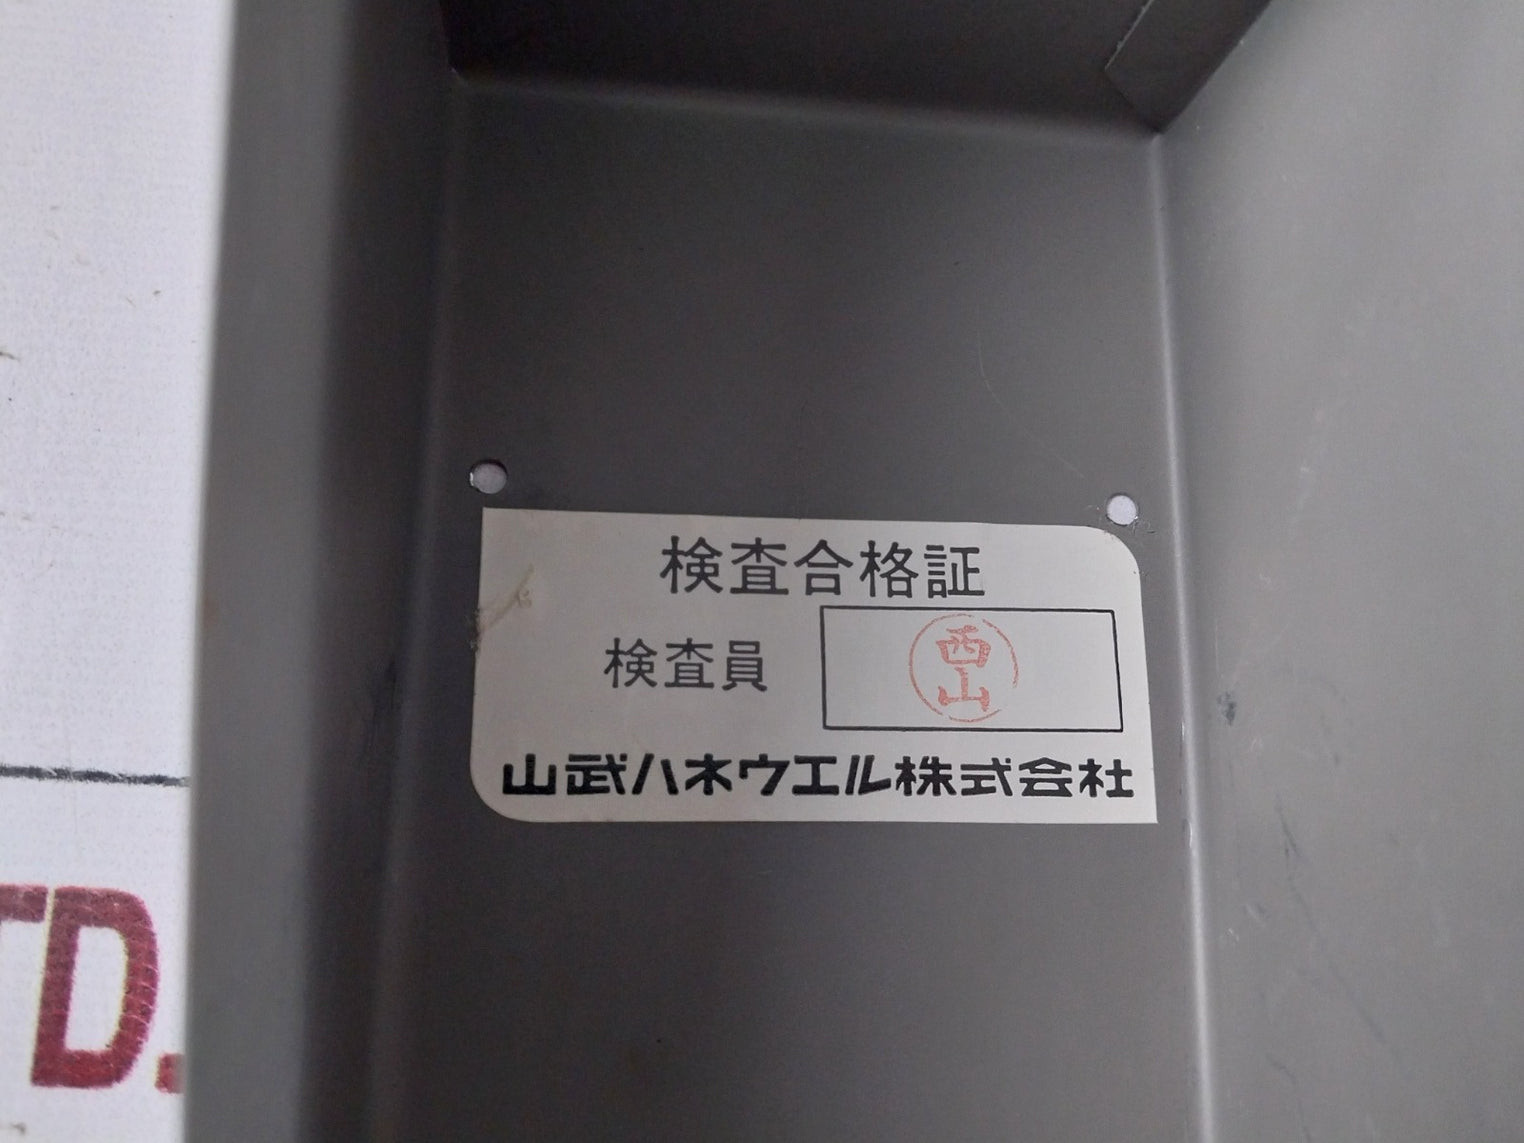 検査合格証
検査員
西山
山武ハネウエル株式会社
TD.